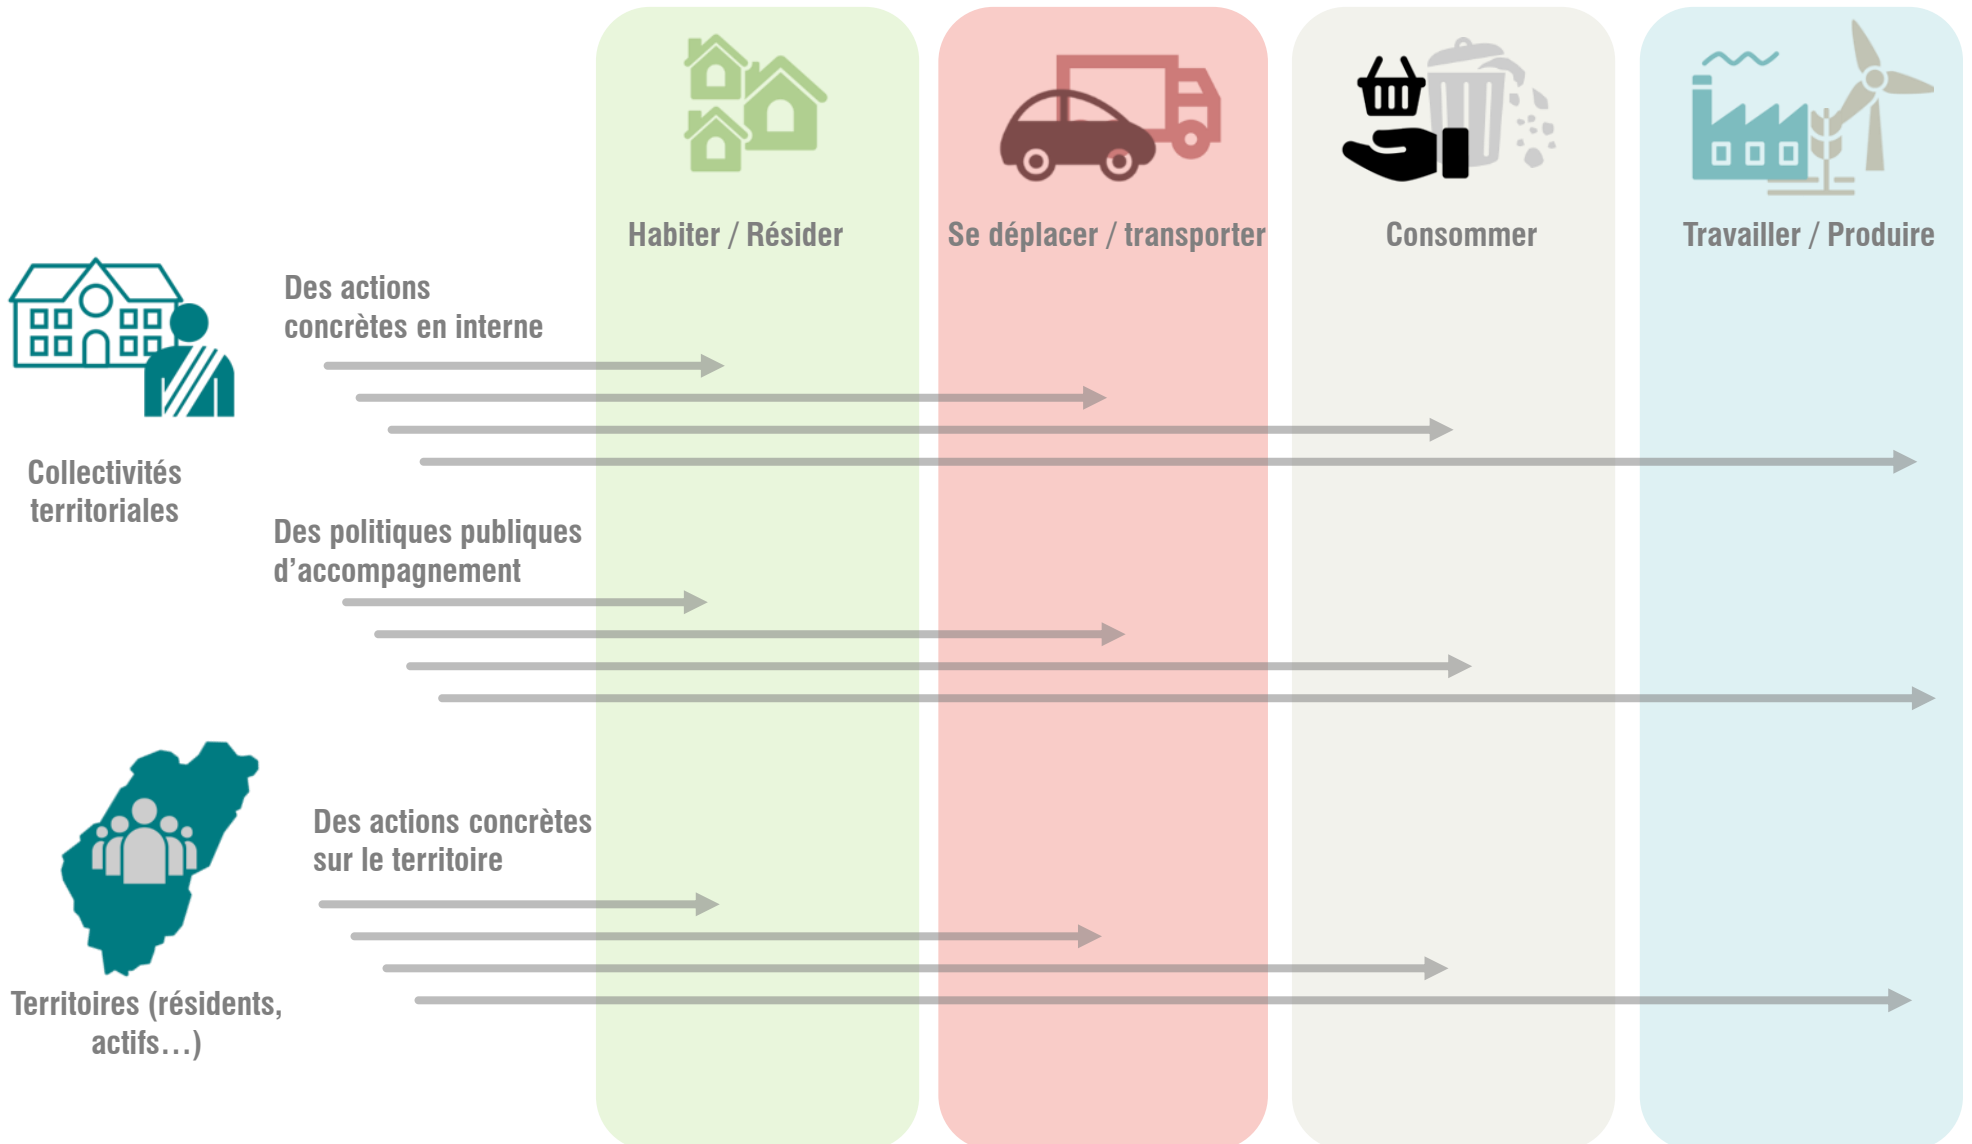 Habiter / Résider
Se déplacer / transporter
Consommer
Travailler / Produire
Des actions
concrètes en interne
Collectivités
territoriales
Des politiques publiques
d’accompagnement
Des actions concrètes
sur le territoire
Territoires (résidents,
actifs…)